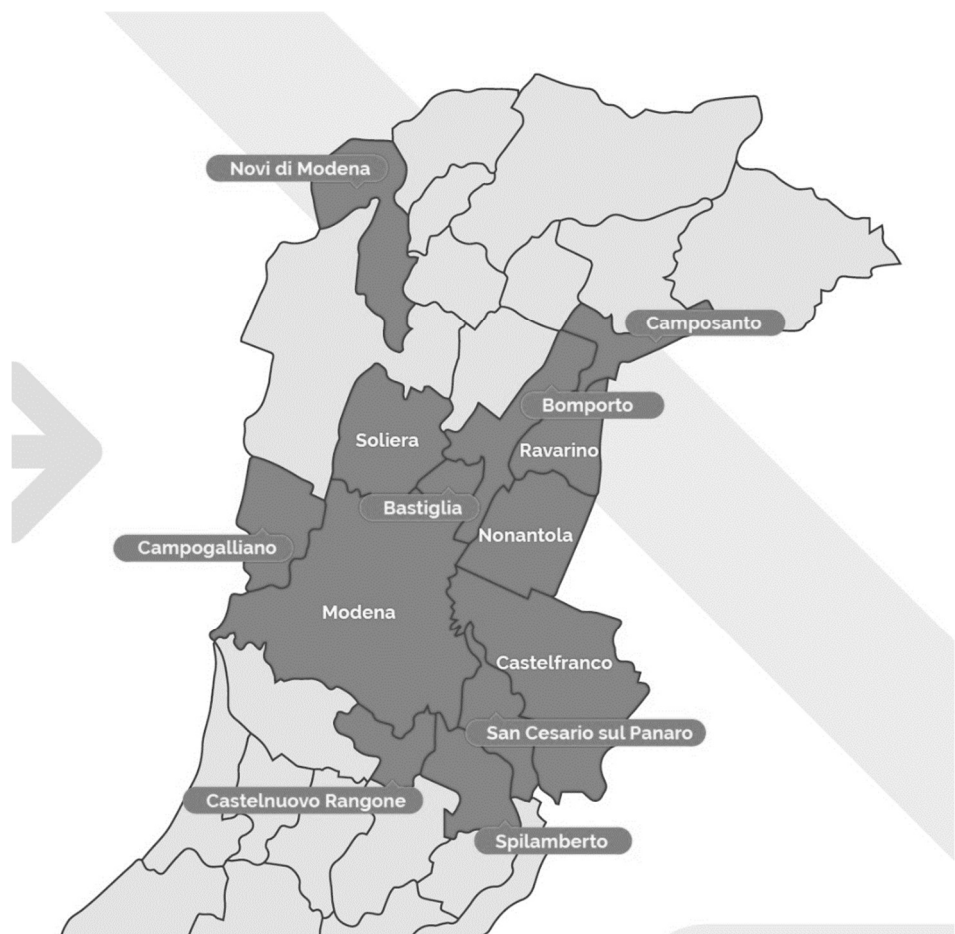 Novi di Modena
Camposanto
Bomporto
Soliera
Ravarino
Bastiglia
Nonantola
Campogalliano
Modena
Castelfranco
San Cesario sul Panaro
Castelnuovo Rangone
Spilamberto